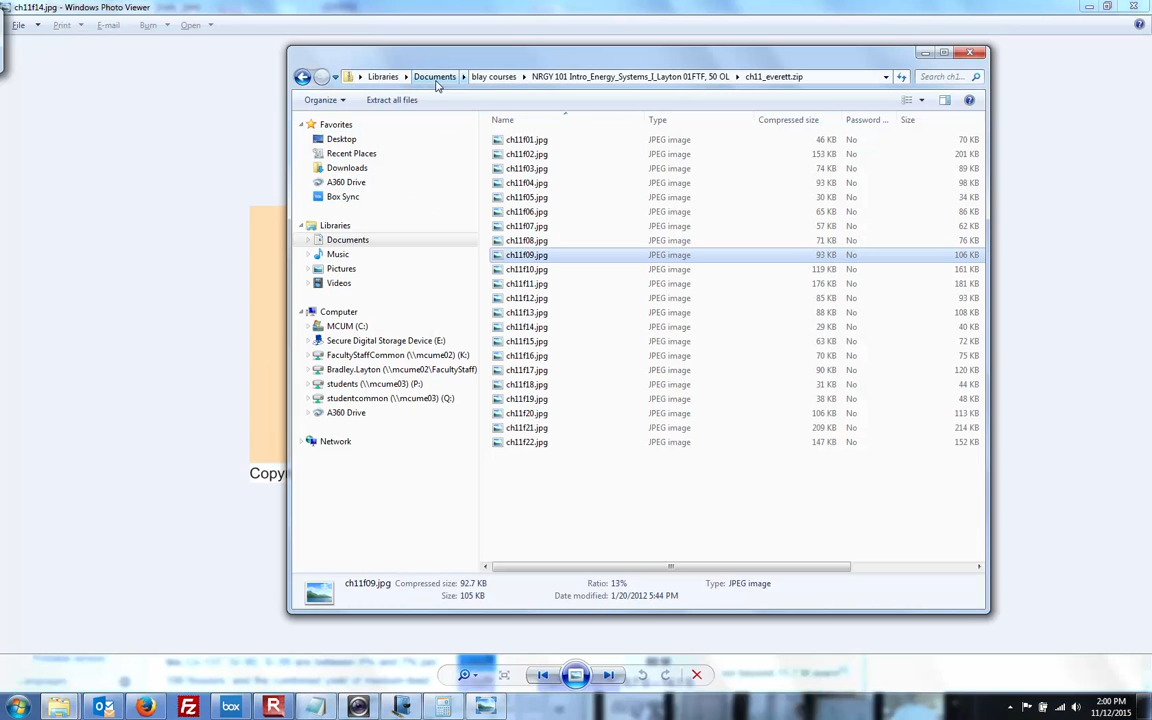 ch11f14.jpg - Windows Photo Viewer
File Print E-mail Burn Open
Libraries Documents blay courses NRGY 101 Intro_Energy_Systems_I_Layton 01FTF, 50 OL ch11_everett.zip Search ch1...
Organize Extract all files
Name Type Compressed size Password ... Size
Favorites
Desktop
Recent Places
Downloads
A360 Drive
Box Sync
Libraries
Documents
Music
Pictures
Videos
Computer
MCUM (C:)
Secure Digital Storage Device (E:)
FacultyStaffCommon (\\mcume02) (K:)
Bradley.Layton (\\mcume02\FacultyStaff)
students (\\mcume03) (P:)
studentcommon (\\mcume03) (Q:)
A360 Drive
Network
ch11f01.jpg JPEG image 46 KB No 70 KB
ch11f02.jpg JPEG image 153 KB No 201 KB
ch11f03.jpg JPEG image 74 KB No 89 KB
ch11f04.jpg JPEG image 93 KB No 98 KB
ch11f05.jpg JPEG image 30 KB No 34 KB
ch11f06.jpg JPEG image 65 KB No 86 KB
ch11f07.jpg JPEG image 57 KB No 62 KB
ch11f08.jpg JPEG image 71 KB No 76 KB
ch11f09.jpg JPEG image 93 KB No 106 KB
ch11f10.jpg JPEG image 119 KB No 161 KB
ch11f11.jpg JPEG image 176 KB No 181 KB
ch11f12.jpg JPEG image 85 KB No 93 KB
ch11f13.jpg JPEG image 88 KB No 108 KB
ch11f14.jpg JPEG image 29 KB No 40 KB
ch11f15.jpg JPEG image 63 KB No 72 KB
ch11f16.jpg JPEG image 70 KB No 75 KB
ch11f17.jpg JPEG image 90 KB No 120 KB
ch11f18.jpg JPEG image 31 KB No 44 KB
ch11f19.jpg JPEG image 38 KB No 48 KB
ch11f20.jpg JPEG image 106 KB No 113 KB
ch11f21.jpg JPEG image 209 KB No 214 KB
ch11f22.jpg JPEG image 147 KB No 152 KB
Copyr
ch11f09.jpg Compressed size: 92.7 KB Ratio: 13% Type: JPEG image
JPEG image
Size: 105 KB Date modified: 1/20/2012 5:44 PM
box
2:00 PM
11/12/2015